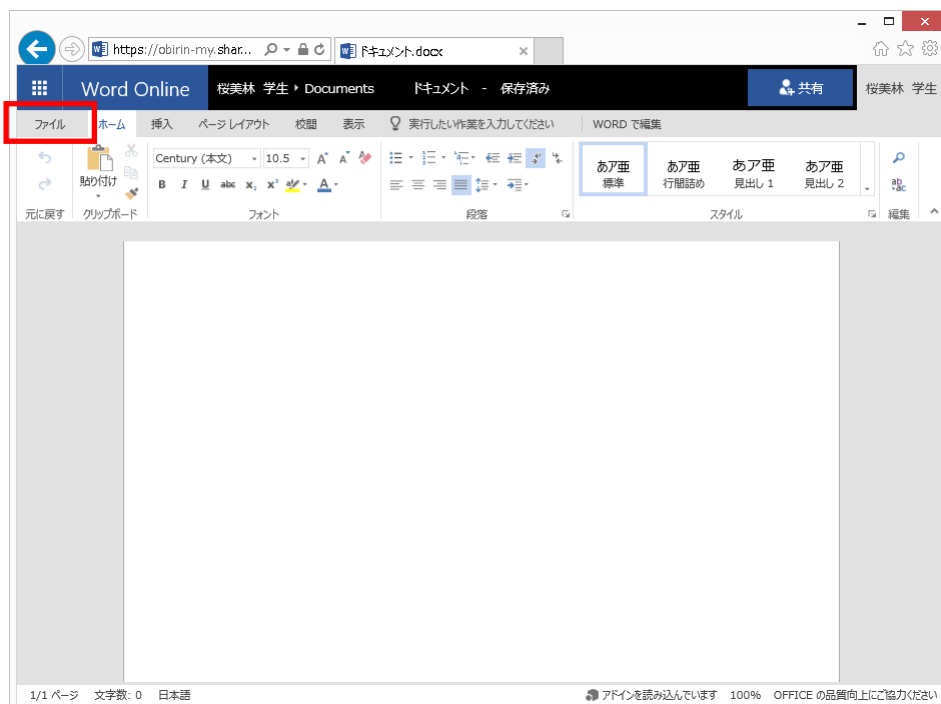 https://obirin-my.shar... ドキュメント.docx ×
Word Online 桜美林 学生 ▸ Documents ドキュメント - 保存済み 共有 桜美林 学生
ファイル ホーム 挿入 ページ レイアウト 校閲 表示 実行したい作業を入力してください WORD で編集
Century (本文) 10.5 A A
貼り付け B I U abc x₂ x² aby A
あア亜 あア亜 あア亜 あア亜
標準 行間詰め 見出し 1 見出し 2
元に戻す クリップボード フォント 段落 スタイル 編集
1/1 ページ 文字数: 0 日本語 アドインを読み込んでいます 100% OFFICE の品質向上にご協力ください